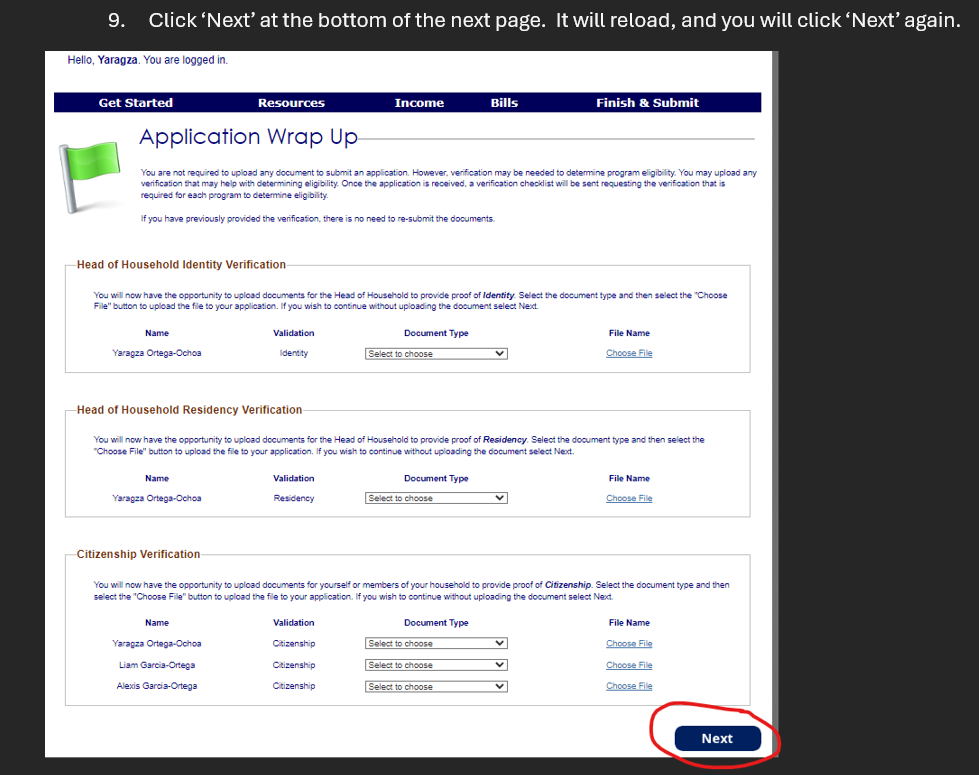 9. Click ‘Next’ at the bottom of the next page. It will reload, and you will click ‘Next’ again.
Hello, Yaragza. You are logged in.
Get Started Resources Income Bills Finish & Submit
Application Wrap Up
You are not required to upload any document to submit an application. However, verification may be needed to determine program eligibility. You may upload any
verification that may help with determining eligibility. Once the application is received, a verification checklist will be sent requesting the verification that is
required for each program to determine eligibility.
If you have previously provided the verification, there is no need to re-submit the documents.
Head of Household Identity Verification
You will now have the opportunity to upload documents for the Head of Household to provide proof of Identity. Select the document type and then select the "Choose
File" button to upload the file to your application. If you wish to continue without uploading the document select Next.
Name Validation Document Type File Name
Yaragza Ortega-Ochoa Identity Select to choose Choose File
Head of Household Residency Verification
You will now have the opportunity to upload documents for the Head of Household to provide proof of Residency. Select the document type and then select the
"Choose File" button to upload the file to your application. If you wish to continue without uploading the document select Next.
Name Validation Document Type File Name
Yaragza Ortega-Ochoa Residency Select to choose Choose File
Citizenship Verification
You will now have the opportunity to upload documents for yourself or members of your household to provide proof of Citizenship. Select the document type and then
select the "Choose File" button to upload the file to your application. If you wish to continue without uploading the document select Next.
Name Validation Document Type File Name
Yaragza Ortega-Ochoa Citizenship Select to choose Choose File
Liam Garcia-Ortega Citizenship Select to choose Choose File
Alexis Garcia-Ortega Citizenship Select to choose Choose File
Next